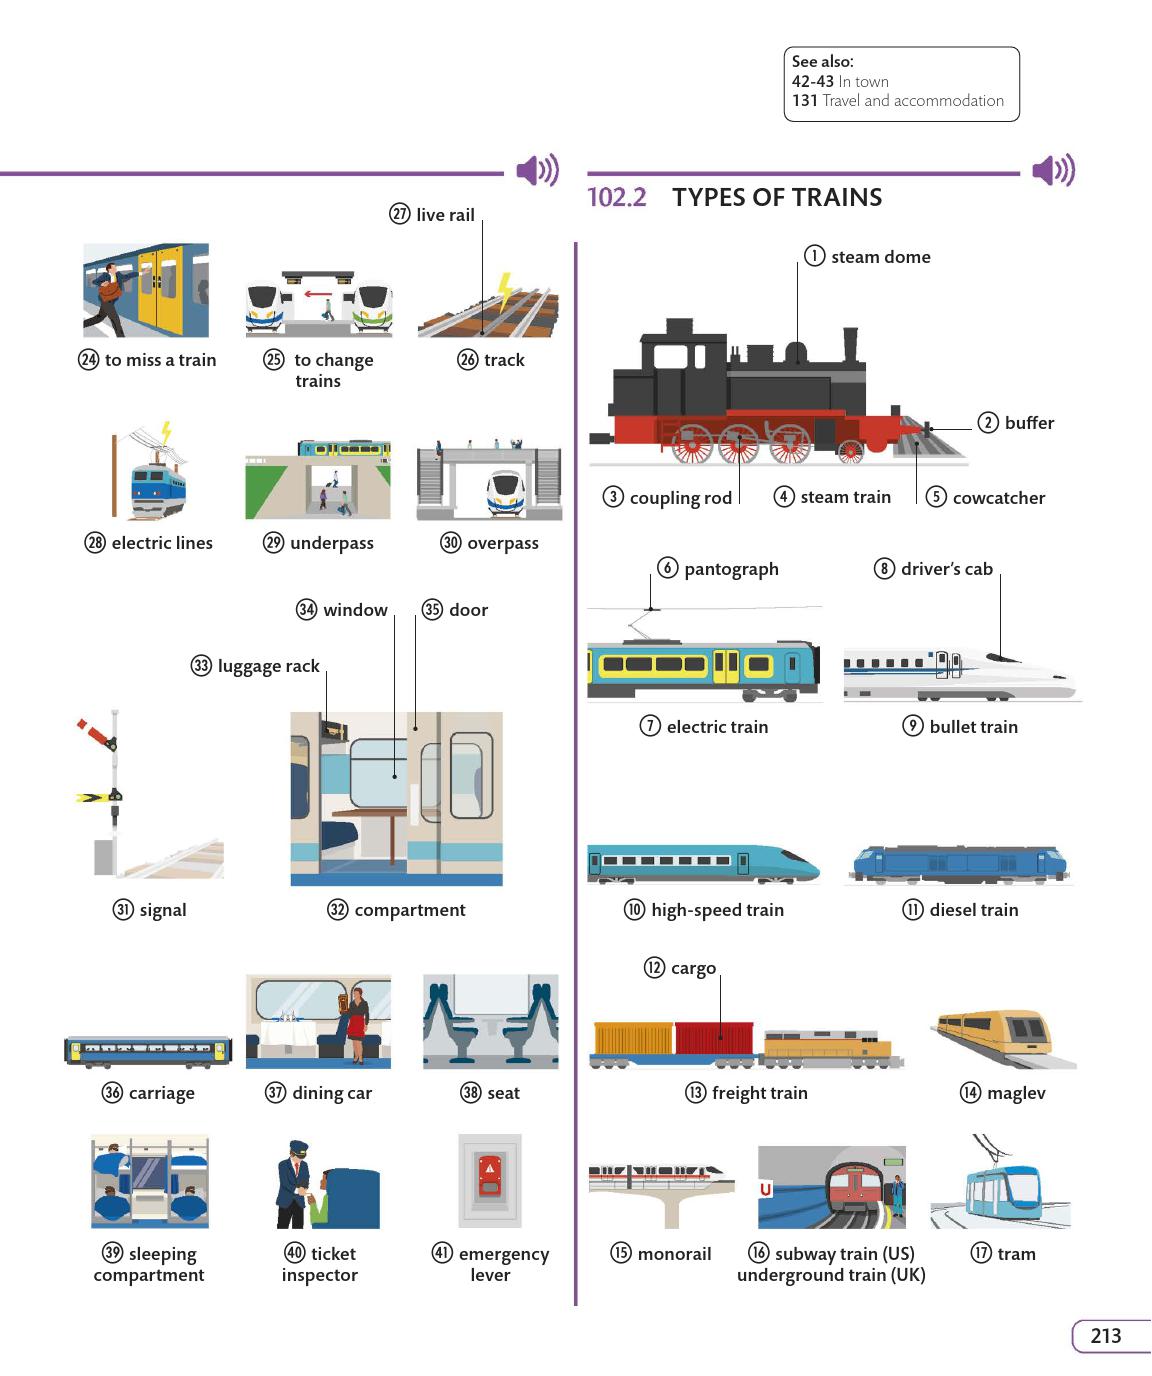 See also:
42-43 In town
131 Travel and accommodation
27 live rail
24 to miss a train
25 to change
trains
26 track
28 electric lines
29 underpass
30 overpass
34 window
35 door
33 luggage rack
31 signal
32 compartment
36 carriage
37 dining car
38 seat
39 sleeping
compartment
40 ticket
inspector
41 emergency
lever
102.2 TYPES OF TRAINS
1 steam dome
2 buffer
3 coupling rod
4 steam train
5 cowcatcher
6 pantograph
8 driver's cab
7 electric train
9 bullet train
10 high-speed train
11 diesel train
12 cargo
13 freight train
14 maglev
U
15 monorail
16 subway train (US)
underground train (UK)
17 tram
213